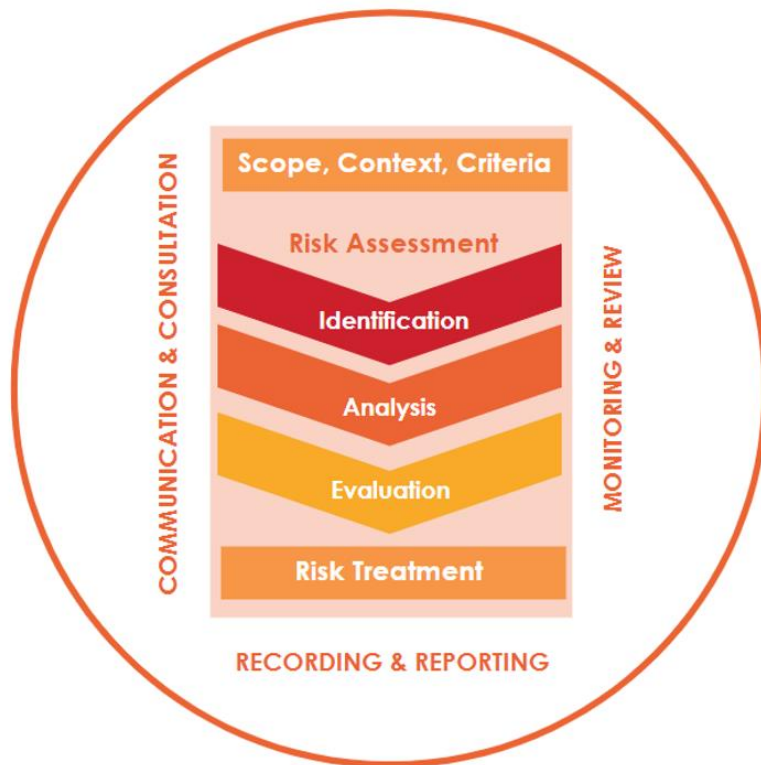 Scope, Context, Criteria
Risk Assessment
Identification
Analysis
Evaluation
Risk Treatment
COMMUNICATION & CONSULTATION
MONITORING & REVIEW
RECORDING & REPORTING